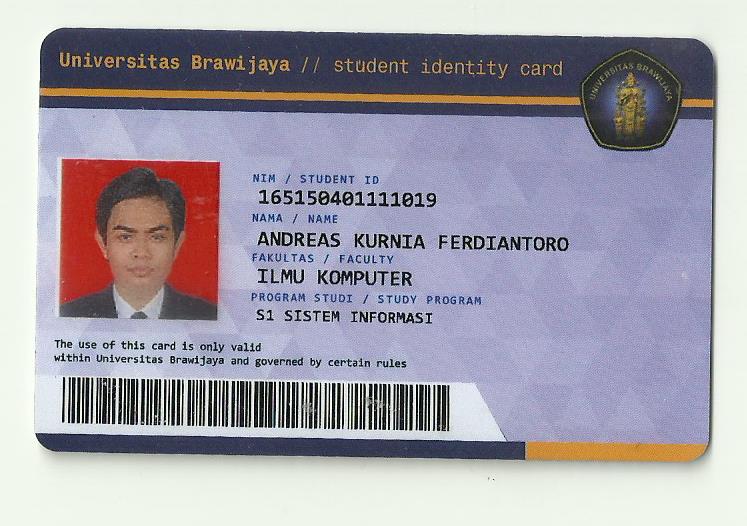 Universitas Brawijaya // student identity card
UNIVERSITAS BRAWIJAYA
NIM / STUDENT ID
165150401111019
NAMA / NAME
ANDREAS KURNIA FERDIANTORO
FAKULTAS / FACULTY
ILMU KOMPUTER
PROGRAM STUDI / STUDY PROGRAM
S1 SISTEM INFORMASI
The use of this card is only valid
within Universitas Brawijaya and governed by certain rules